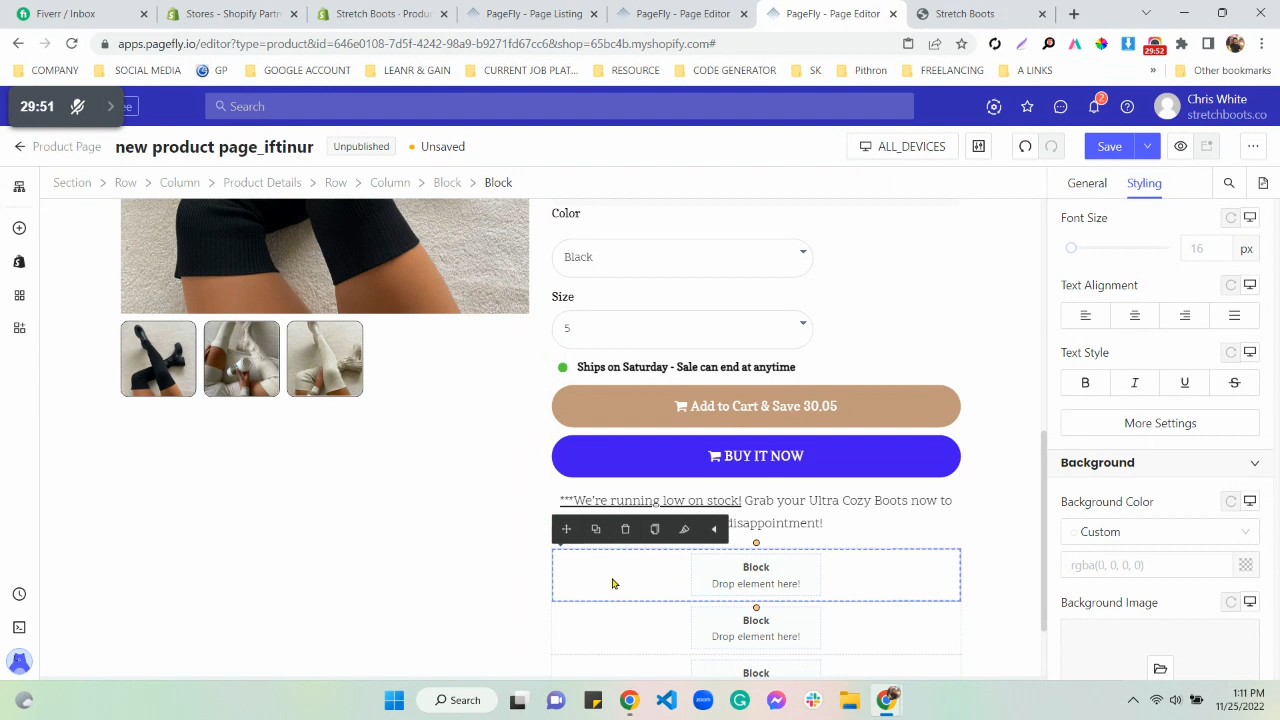 Fiverr / Inbox
Stores - Shopify Partn
Stretch Boots - Produc
PageFly - Page Listing
PageFly - Page Editor
PageFly - Page Editor
Stretch Boots
apps.pagefly.io/editor?type=product&id=646e0108-7d5f-4242-9fa9-b9271fd67cc6&shop=65bc4b.myshopify.com#
29:52
COMPANY
SOCIAL MEDIA
GP
GOOGLE ACCOUNT
LEANR & GAIN
CURRENT JOB PLAT...
RESOURCE
CODE GENERATOR
SK
Pithron
FREELANCING
A LINKS
»
Other bookmarks
29:51
Search
2
Chris White
stretchboots.co
Product Page
new product page_iftinur
Unpublished
Unsaved
ALL_DEVICES
Save
Section > Row > Column > Product Details > Row > Column > Block > Block
General
Styling
Color
Black
Size
5
Ships on Saturday - Sale can end at anytime
Add to Cart & Save 30.05
BUY IT NOW
***We're running low on stock! Grab your Ultra Cozy Boots now to
disappointment!
Block
Drop element here!
Block
Drop element here!
Block
Font Size
16
px
Text Alignment
Text Style
B I U S
More Settings
Background
Background Color
Custom
rgba(0, 0, 0, 0)
Background Image
Search
zoom
1:11 PM
11/25/2022